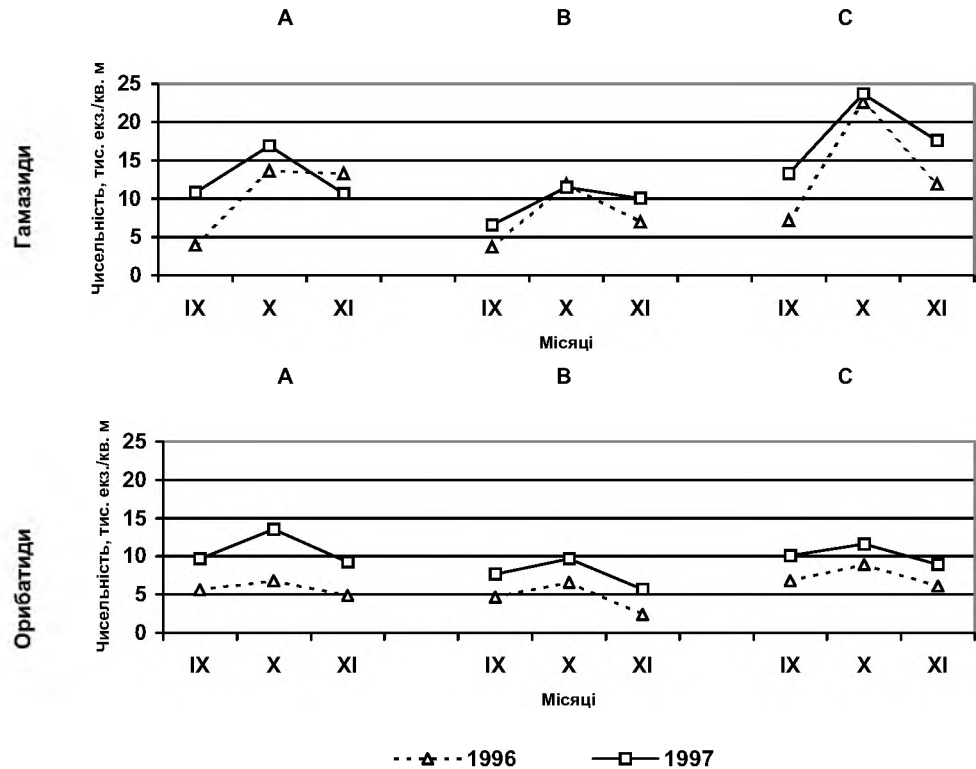 A B C
Гамазиди
Чисельність, тис. екз./кв. м
25
20
15
10
5
0
IX X XI IX X XI IX X XI
Місяці
A B C
Орибатиди
Чисельність, тис. екз./кв. м
25
20
15
10
5
0
IX X XI IX X XI IX X XI
Місяці
1996 1997